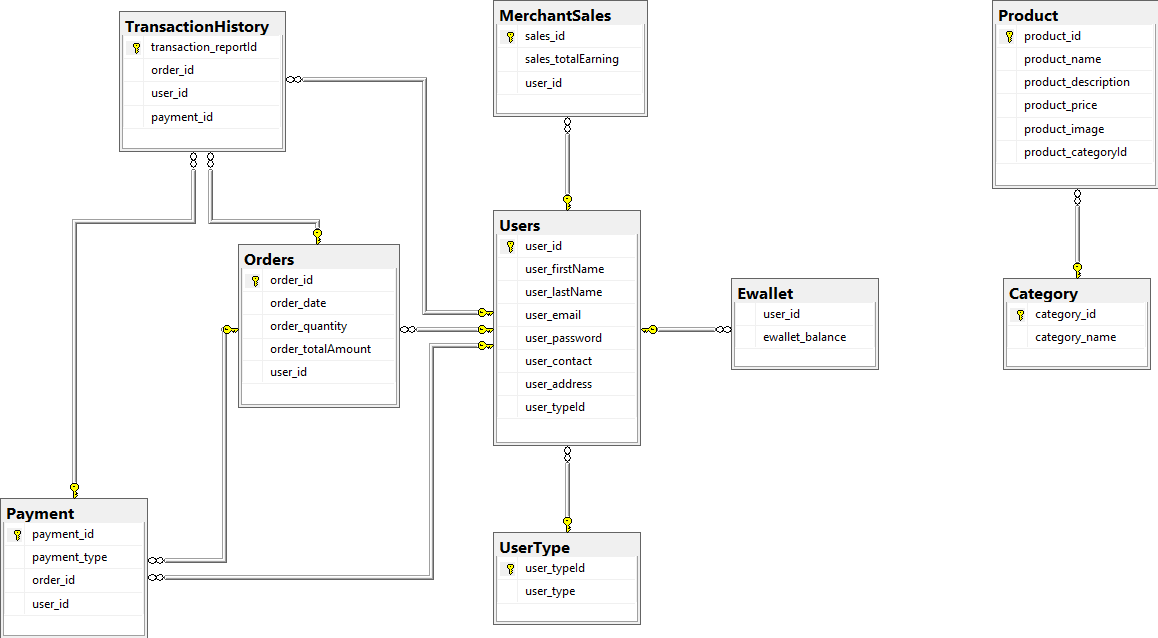 TransactionHistory
transaction_reportId
order_id
user_id
payment_id
MerchantSales
sales_id
sales_totalEarning
user_id
Product
product_id
product_name
product_description
product_price
product_image
product_categoryId
Orders
order_id
order_date
order_quantity
order_totalAmount
user_id
Users
user_id
user_firstName
user_lastName
user_email
user_password
user_contact
user_address
user_typeId
Ewallet
user_id
ewallet_balance
Category
category_id
category_name
Payment
payment_id
payment_type
order_id
user_id
UserType
user_typeId
user_type